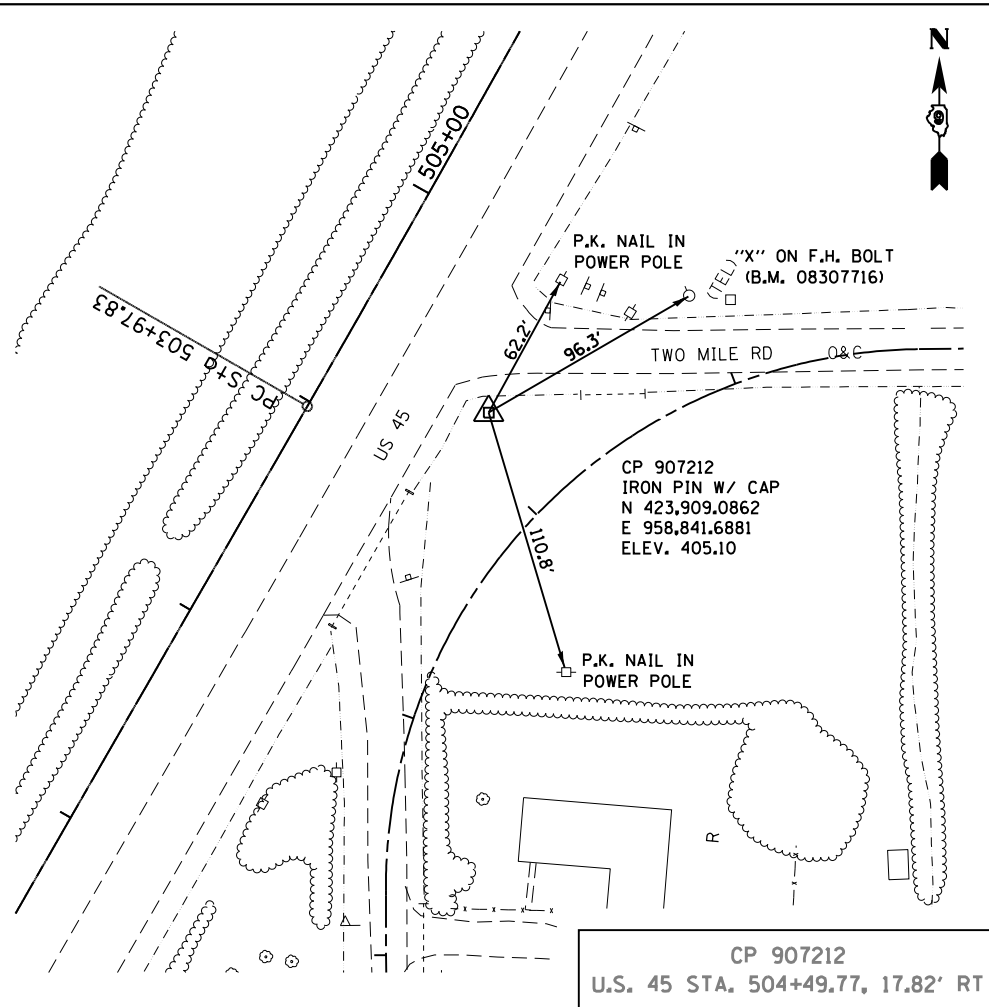 N
9
505+00
P.K. NAIL IN
POWER POLE
"X" ON F.H. BOLT
(B.M. 08307716)
(TEL)
PC Sta 503+97.83
62.2'
96.3'
TWO MILE RD
O&C
US 45
CP 907212
IRON PIN W/ CAP
N 423,909.0862
E 958,841.6881
ELEV. 405.10
110.8'
P.K. NAIL IN
POWER POLE
R
CP 907212
U.S. 45 STA. 504+49.77, 17.82' RT